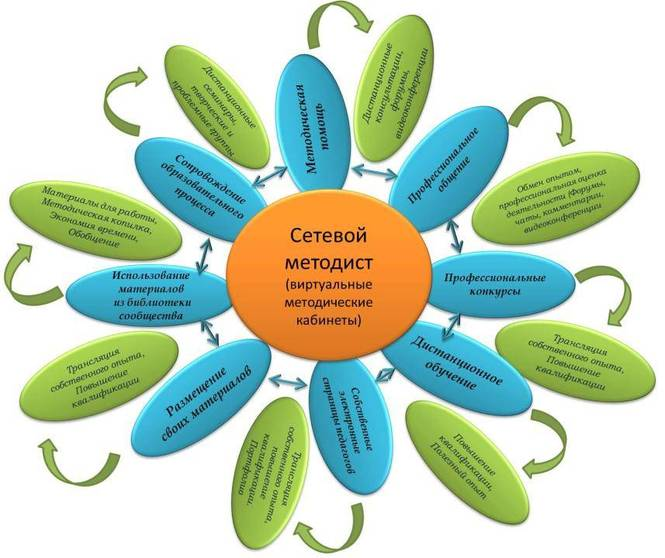 Сетевой
методист
(виртуальные
методические
кабинеты)
Методическая
помощь
Дистанционные
консультации,
форумы,
видеоконференции
Профессиональное
общение
Обмен опытом,
профессиональная оценка
деятельности (Форумы,
чаты, комментарии,
видеоконференции
Профессиональные
конкурсы
Трансляция
собственного опыта,
Повышение
квалификации
Дистанционное
обучение
Повышение
квалификации,
Полезный опыт
Собственные
электронные
страницы педагогов
Трансляция
собственного опыта,
повышение
квалификации.
Портфолио
Размещение
своих материалов
Трансляция
собственного опыта,
Повышение
квалификации
Использование
материалов
из библиотеки
сообщества
Материалы для работы,
Методическая копилка,
Экономия времени,
Обобщение
Сопровождение
образовательного
процесса
Дистанционные
семинары,
творческие и
проблемные группы